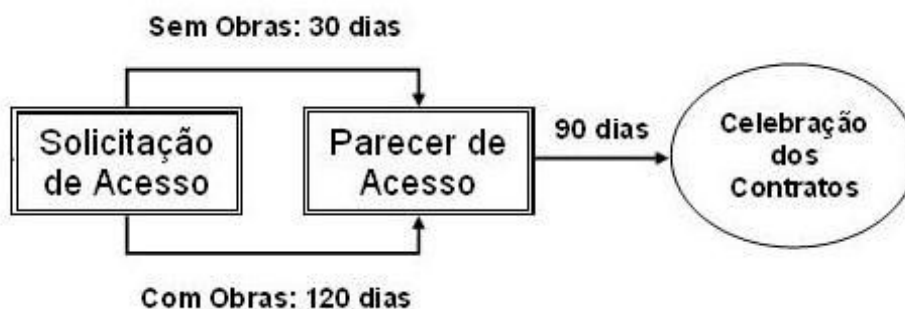 Sem Obras: 30 dias
Solicitação
de Acesso
Parecer de
Acesso
90 dias
Celebração
dos
Contratos
Com Obras: 120 dias